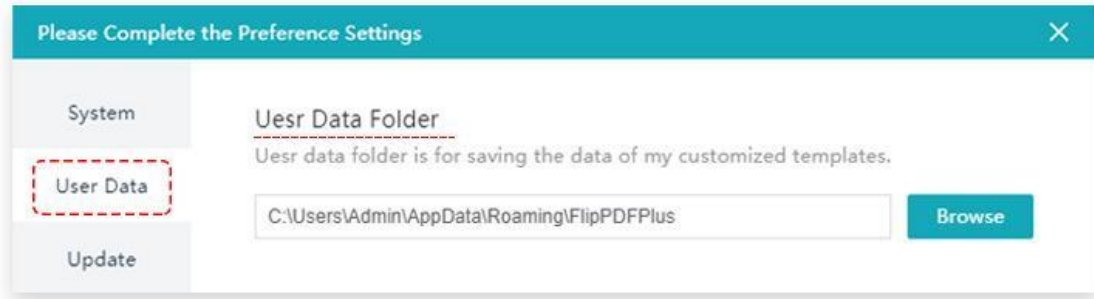 Please Complete the Preference Settings
System
Uesr Data Folder
Uesr data folder is for saving the data of my customized templates.
User Data
C:\Users\Admin\AppData\Roaming\FlipPDFPlus
Browse
Update